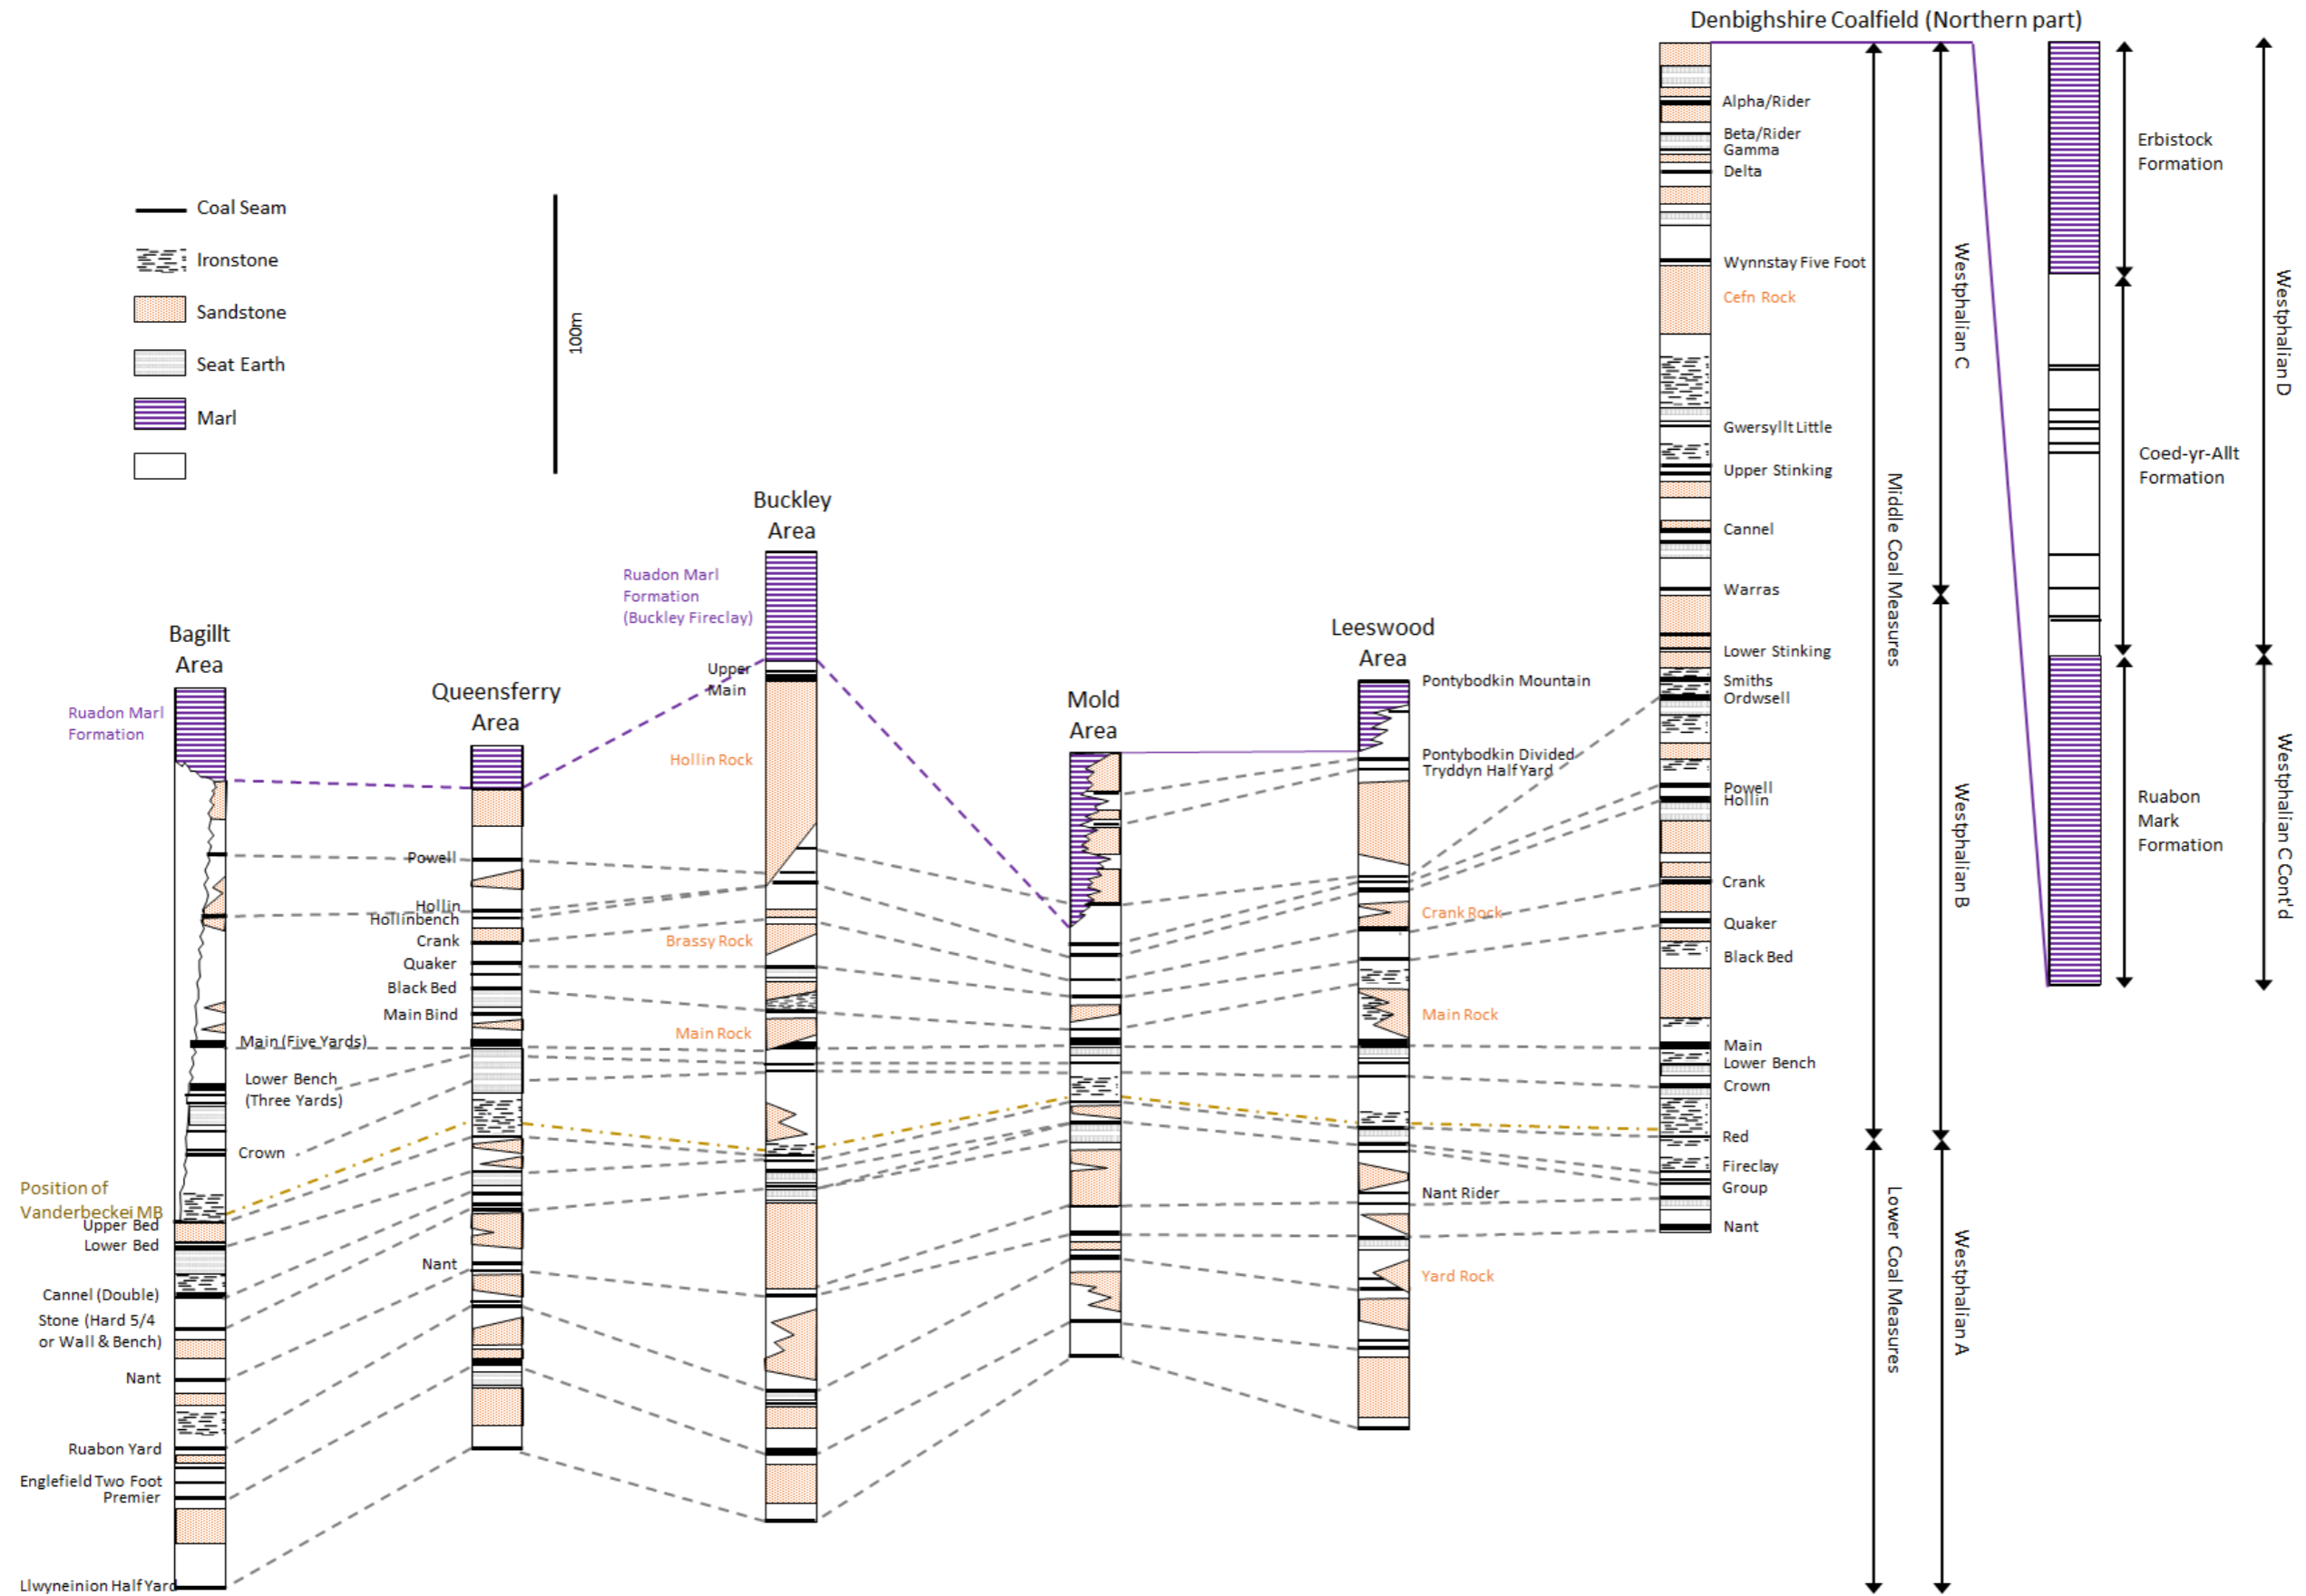 Denbighshire Coalfield (Northern part)
Coal Seam
Ironstone
Sandstone
Seat Earth
Marl
100m
Bagillt
Area
Ruadon Marl
Formation
Main (Five Yards)
Lower Bench
(Three Yards)
Crown
Position of
Vanderbeckei MB
Upper Bed
Lower Bed
Cannel (Double)
Stone (Hard 5/4
or Wall & Bench)
Nant
Ruabon Yard
Englefield Two Foot
Premier
Llwyneinion Half Yard
Queensferry
Area
Powell
Hollin
Hollinbench
Crank
Quaker
Black Bed
Main Bind
Nant
Buckley
Area
Ruadon Marl
Formation
(Buckley Fireclay)
Upper
Main
Hollin Rock
Brassy Rock
Main Rock
Mold
Area
Leeswood
Area
Pontybodkin Mountain
Pontybodkin Divided
Tryddyn Half Yard
Crank Rock
Main Rock
Nant Rider
Yard Rock
Alpha/Rider
Beta/Rider
Gamma
Delta
Wynnstay Five Foot
Cefn Rock
Gwersyllt Little
Upper Stinking
Cannel
Warras
Lower Stinking
Smiths
Ordwsell
Powell
Hollin
Crank
Quaker
Black Bed
Main
Lower Bench
Crown
Red
Fireclay
Group
Nant
Middle Coal Measures
Lower Coal Measures
Westphalian C
Westphalian B
Westphalian A
Erbistock
Formation
Coed-yr-Allt
Formation
Ruabon
Mark
Formation
Westphalian D
Westphalian C Cont'd